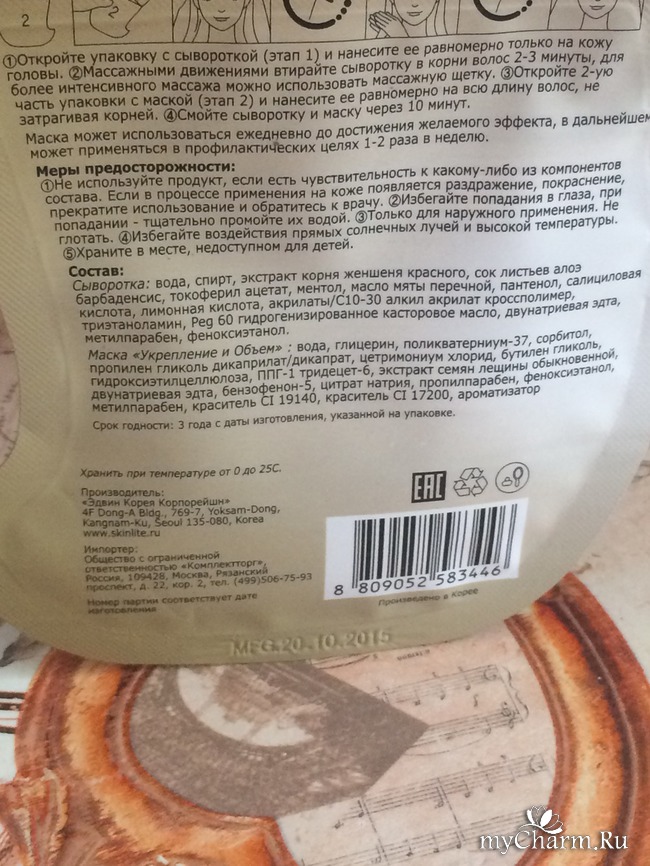 2
①Откройте упаковку с сывороткой (этап 1) и нанесите ее равномерно только на кожу
головы. ②Массажными движениями втирайте сыворотку в корни волос 2-3 минуты, для
более интенсивного массажа можно использовать массажную щетку. ③Откройте 2-ую
часть упаковки с маской (этап 2) и нанесите ее равномерно на всю длину волос, не
затрагивая корней. ④Смойте сыворотку и маску через 10 минут.
Маска может использоваться ежедневно до достижения желаемого эффекта, в дальнейшем
может применяться в профилактических целях 1-2 раза в неделю.
Меры предосторожности:
①Не используйте продукт, если есть чувствительность к какому-либо из компонентов
состава. Если в процессе применения на коже появляется раздражение, покраснение,
прекратите использование и обратитесь к врачу. ②Избегайте попадания в глаза, при
попадании - тщательно промойте их водой. ③Только для наружного применения. Не
глотать. ④Избегайте воздействия прямых солнечных лучей и высокой температуры.
⑤Храните в месте, недоступном для детей.
Состав:
Сыворотка: вода, спирт, экстракт корня женшеня красного, сок листьев алоэ
барбаденсис, токоферил ацетат, ментол, масло мяты перечной, пантенол, салициловая
кислота, лимонная кислота, акрилаты/C10-30 алкил акрилат кроссполимер,
триэтаноламин, Peg 60 гидрогенизированное касторовое масло, двунатриевая эдта,
метилпарабен, феноксиэтанол.
Маска «Укрепление и Объем» : вода, глицерин, поликватерниум-37, сорбитол,
пропилен гликоль дикаприлат/дикапрат, цетримониум хлорид, бутилен гликоль,
гидроксиэтилцеллюлоза, ППГ-1 тридецет-6, экстракт семян лещины обыкновенной,
двунатриевая эдта, бензофенон-5, цитрат натрия, пропилпарабен, феноксиэтанол,
метилпарабен, краситель CI 19140, краситель CI 17200, ароматизатор
Срок годности: 3 года с даты изготовления, указанной на упаковке.
Хранить при температуре от 0 до 25С.
Производитель:
«Эдвин Корея Корпорейшн»
4F Dong-A Bldg., 769-7, Yoksam-Dong,
Kangnam-Ku, Seoul 135-080, Korea
www.skinlite.ru
Импортер:
Общество с ограниченной
ответственностью «Комплектторг»,
Россия, 109428, Москва, Рязанский
проспект, д. 22, кор. 2, тел. (499)506-75-93
Номер партии соответствует дате
изготовления
EAC
8 809052 583446
Произведено в Корее
MFG.20-10.2015
myCharm.Ru